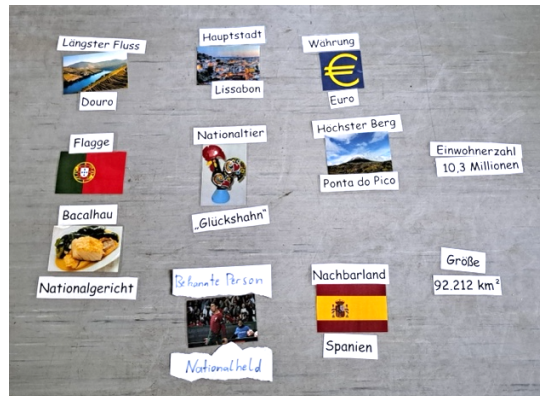 Längster Fluss
Douro
Hauptstadt
Lissabon
Währung
€
Euro
Flagge
Nationaltier
„Glückshahn“
Höchster Berg
Ponta do Pico
Einwohnerzahl
10,3 Millionen
Bacalhau
Nationalgericht
Bekannte Person
Nationalheld
Nachbarland
Spanien
Größe
92.212 km²